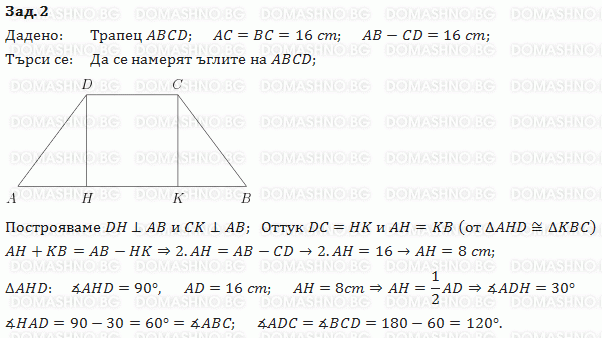 Зад. 2
Дадено: Трапец ABCD; AC = BC = 16 cm; AB − CD = 16 cm;
Търси се: Да се намерят ъглите на ABCD;
D C
A H K B
Построяваме DH ⊥ AB и CK ⊥ AB; Оттук DC = HK и AH = KB (от ΔAHD ≅ ΔKBC)
AH + KB = AB − HK ⇒ 2.AH = AB − CD → 2.AH = 16 → AH = 8 cm;
ΔAHD: ∡AHD = 90°, AD = 16 cm; AH = 8cm ⇒ AH = 1/2 AD ⇒ ∡ADH = 30°
∡HAD = 90 − 30 = 60° = ∡ABC; ∡ADC = ∡BCD = 180 − 60 = 120°.
DOMASHNO.BG